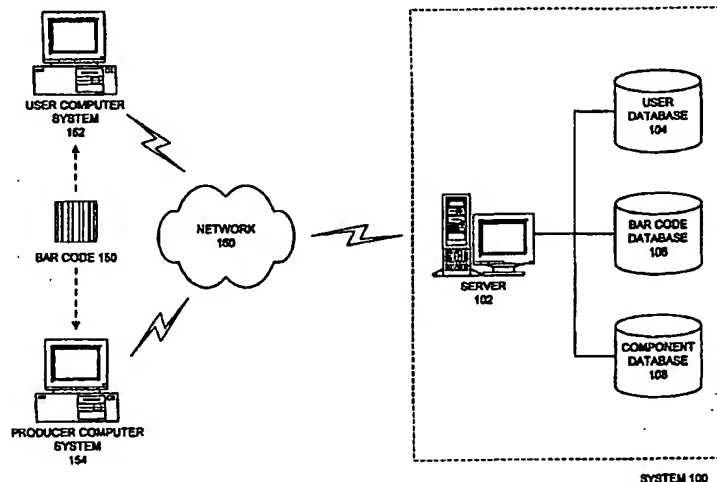 USER COMPUTER
SYSTEM
152
BAR CODE 150
PRODUCER COMPUTER
SYSTEM
154
NETWORK
160
SERVER
102
USER
DATABASE
104
BAR CODE
DATABASE
106
COMPONENT
DATABASE
108
SYSTEM 100